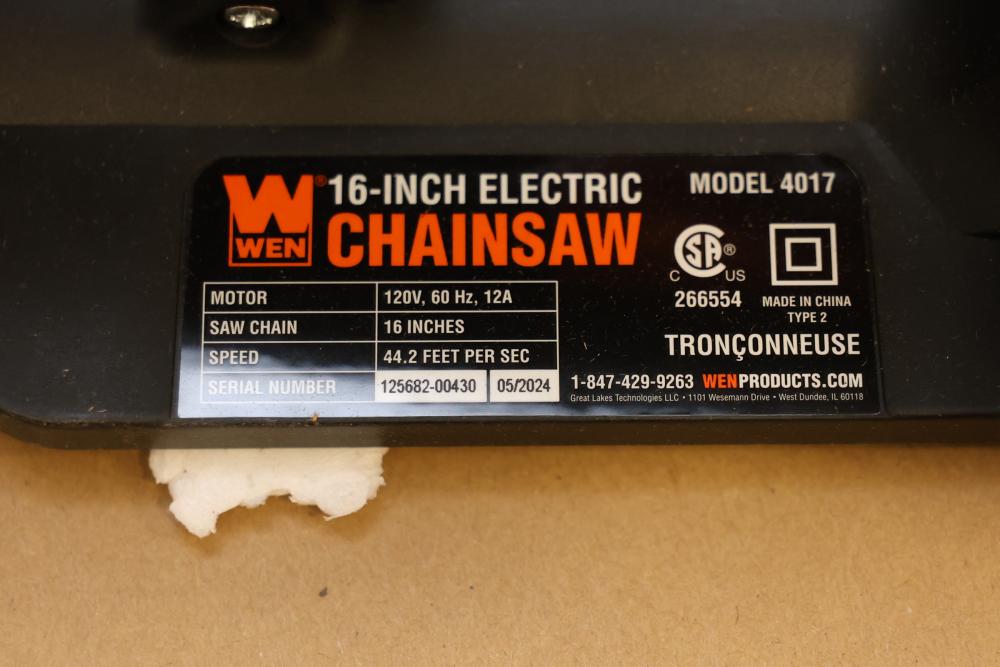 WEN®
16-INCH ELECTRIC
CHAINSAW
MODEL 4017
CSA®
C US
266554
MADE IN CHINA
TYPE 2
TRONÇONNEUSE
MOTOR 120V, 60 Hz, 12A
SAW CHAIN 16 INCHES
SPEED 44.2 FEET PER SEC
SERIAL NUMBER 125682-00430 05/2024
1-847-429-9263 WENPRODUCTS.COM
Great Lakes Technologies LLC • 1101 Wesemann Drive • West Dundee, IL 60118